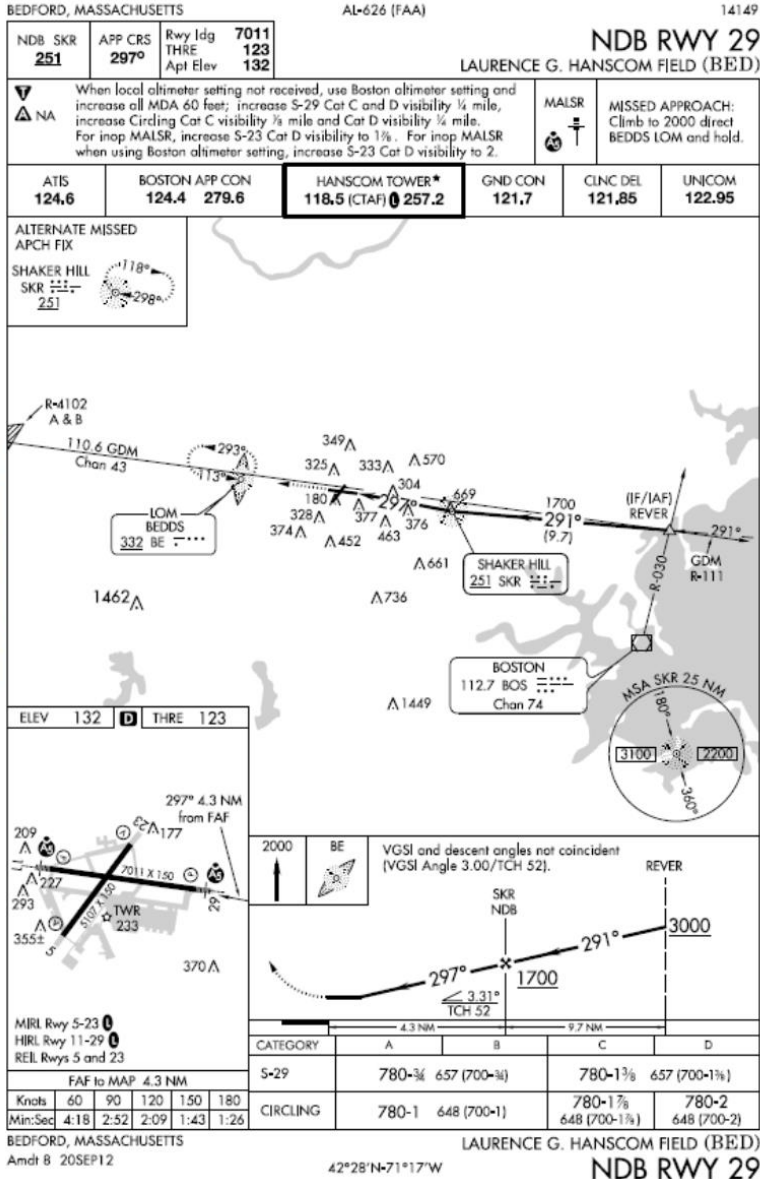 BEDFORD, MASSACHUSETTS
AL-626 (FAA)
14149
NDB SKR
251
APP CRS
297°
Rwy ldg 7011
THRE 123
Apt Elev 132
NDB RWY 29
LAURENCE G. HANSCOM FIELD (BED)
T
A NA
When local altimeter setting not received, use Boston altimeter setting and
increase all MDA 60 feet; increase S-29 Cat C and D visibility ¼ mile,
increase Circling Cat C visibility ⅛ mile and Cat D visibility ¼ mile.
For inop MALSR, increase S-23 Cat D visibility to 1⅞. For inop MALSR
when using Boston altimeter setting, increase S-23 Cat D visibility to 2.
MALSR
A5
MISSED APPROACH:
Climb to 2000 direct
BEDDS LOM and hold.
ATIS
124.6
BOSTON APP CON
124.4 279.6
HANSCOM TOWER*
118.5 (CTAF) L 257.2
GND CON
121.7
CLNC DEL
121.85
UNICOM
122.95
ALTERNATE MISSED
APCH FIX
SHAKER HILL
SKR
251
118°
298°
R-4102
A & B
110.6 GDM
Chan 43
293°
113°
LOM
BEDDS
332 BE
349
325
333
570
304
180
297°
669
328
377
376
374
452
463
661
1700
291°
(9.7)
(IF/IAF)
REVER
291°
GDM
R-111
R-030
SHAKER HILL
251 SKR
1462
736
BOSTON
112.7 BOS
Chan 74
1449
MSA SKR 25 NM
180°
3100
2200
360°
ELEV 132 D THRE 123
297° 4.3 NM
from FAF
209
A5
23
177
11
7011 X 150
A5
227
293
5107 X 150
TWR
233
29
355±
5
370
MIRL Rwy 5-23 L
HIRL Rwy 11-29 L
REIL Rwys 5 and 23
FAF to MAP 4.3 NM
Knots 60 90 120 150 180
Min:Sec 4:18 2:52 2:09 1:43 1:26
2000
BE
VGSI and descent angles not coincident
(VGSI Angle 3.00/TCH 52).
REVER
SKR
NDB
3000
291°
297°
1700
3.31°
TCH 52
4.3 NM
9.7 NM
CATEGORY A B C D
S-29 780-¾ 657 (700-¾) 780-1⅜ 657 (700-1⅜)
CIRCLING 780-1 648 (700-1) 780-1⅞ 648 (700-1⅞) 780-2 648 (700-2)
BEDFORD, MASSACHUSETTS
Amdt 8 20SEP12
42°28'N-71°17'W
LAURENCE G. HANSCOM FIELD (BED)
NDB RWY 29